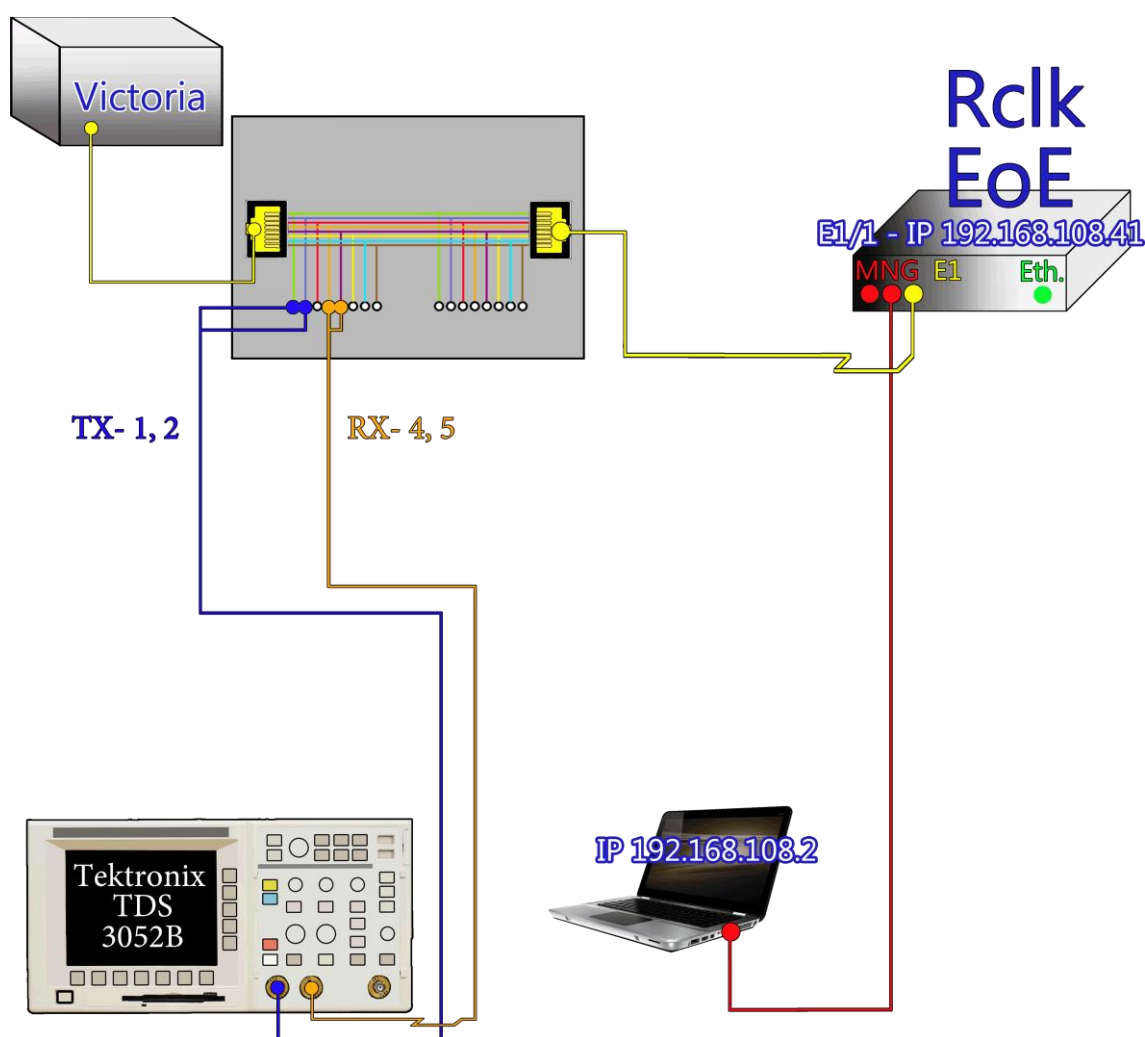 Victoria
Rclk
EoE
E1/1 - IP 192.168.108.41
MNG E1 Eth.
TX- 1, 2
RX- 4, 5
IP 192.168.108.2
Tektronix
TDS
3052B